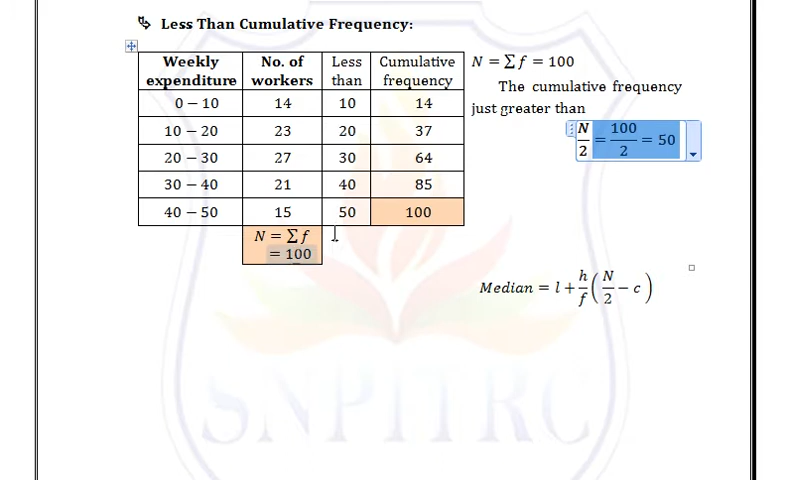 Less Than Cumulative Frequency:
Weekly expenditure No. of workers Less than Cumulative frequency
0 – 10 14 10 14
10 – 20 23 20 37
20 – 30 27 30 64
30 – 40 21 40 85
40 – 50 15 50 100
N = ∑ f = 100
N = ∑ f = 100
The cumulative frequency
just greater than
N/2 = 100/2 = 50
Median = l + h/f (N/2 − c)
SNPITRC